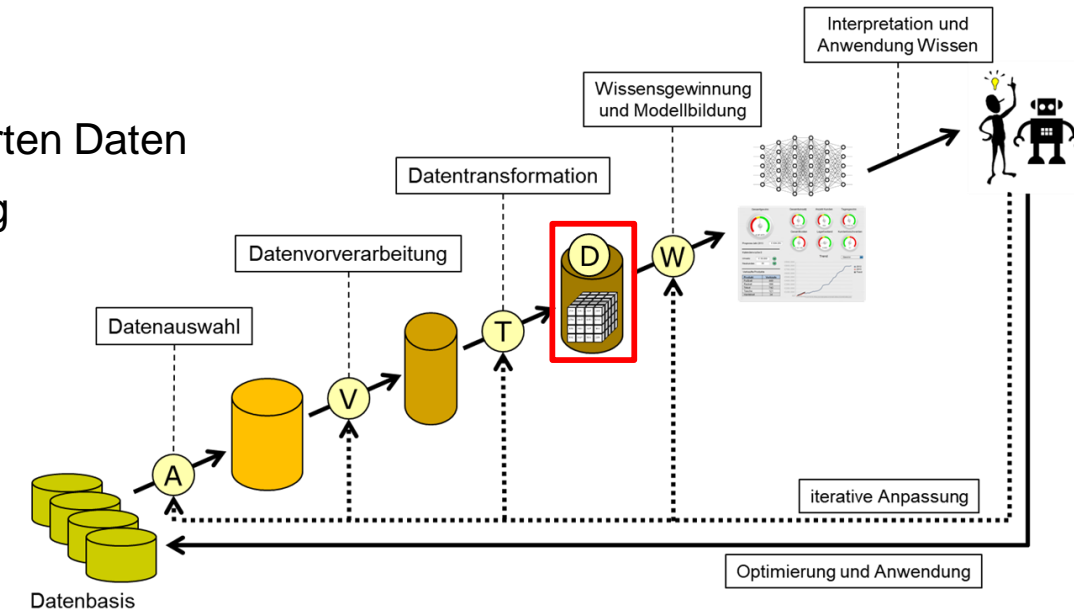 Interpretation und
Anwendung Wissen
Wissensgewinnung
und Modellbildung
rten Daten
Datentransformation
g
Datenvorverarbeitung
D
W
Datenauswahl
T
V
A
iterative Anpassung
Optimierung und Anwendung
Datenbasis